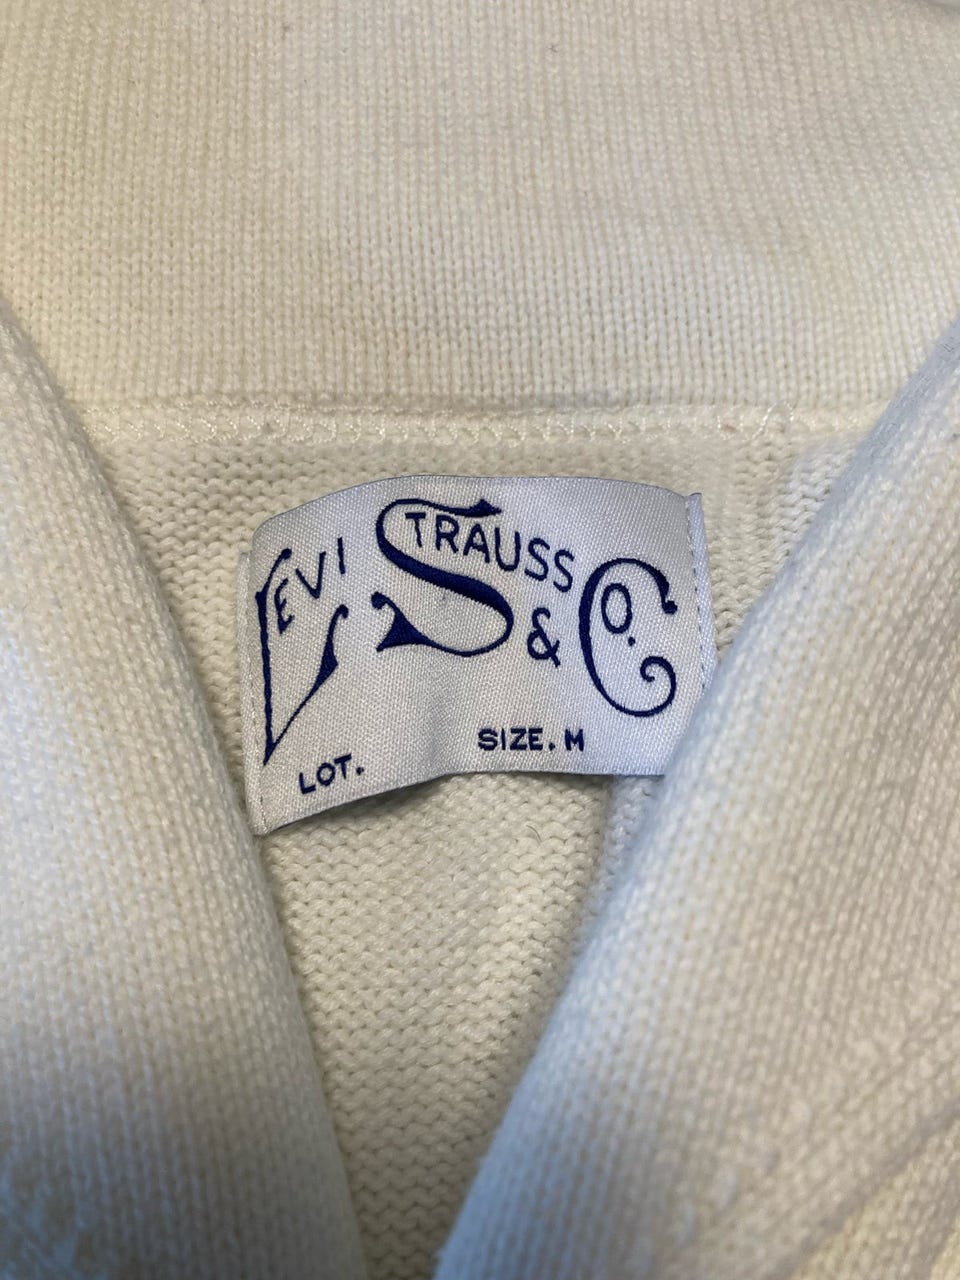 LEVI STRAUSS
& CO.
LOT. SIZE. M